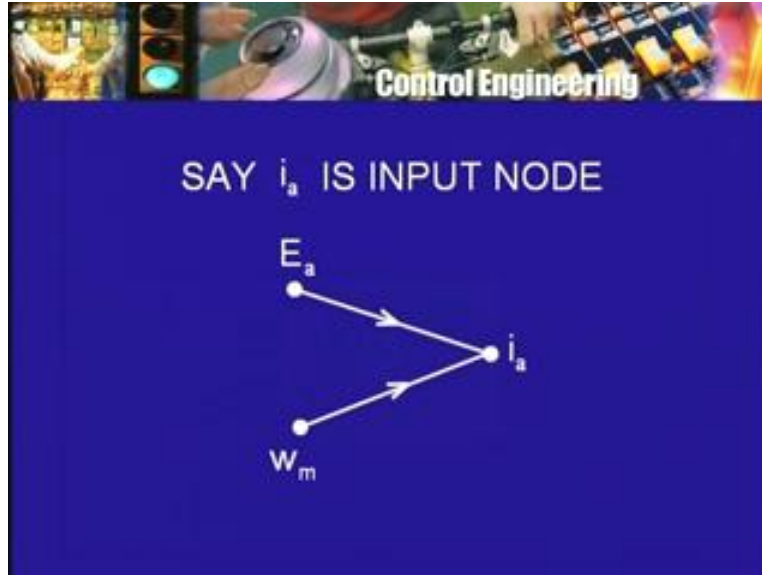 Control Engineering
SAY i_a IS INPUT NODE
E_a
i_a
w_m